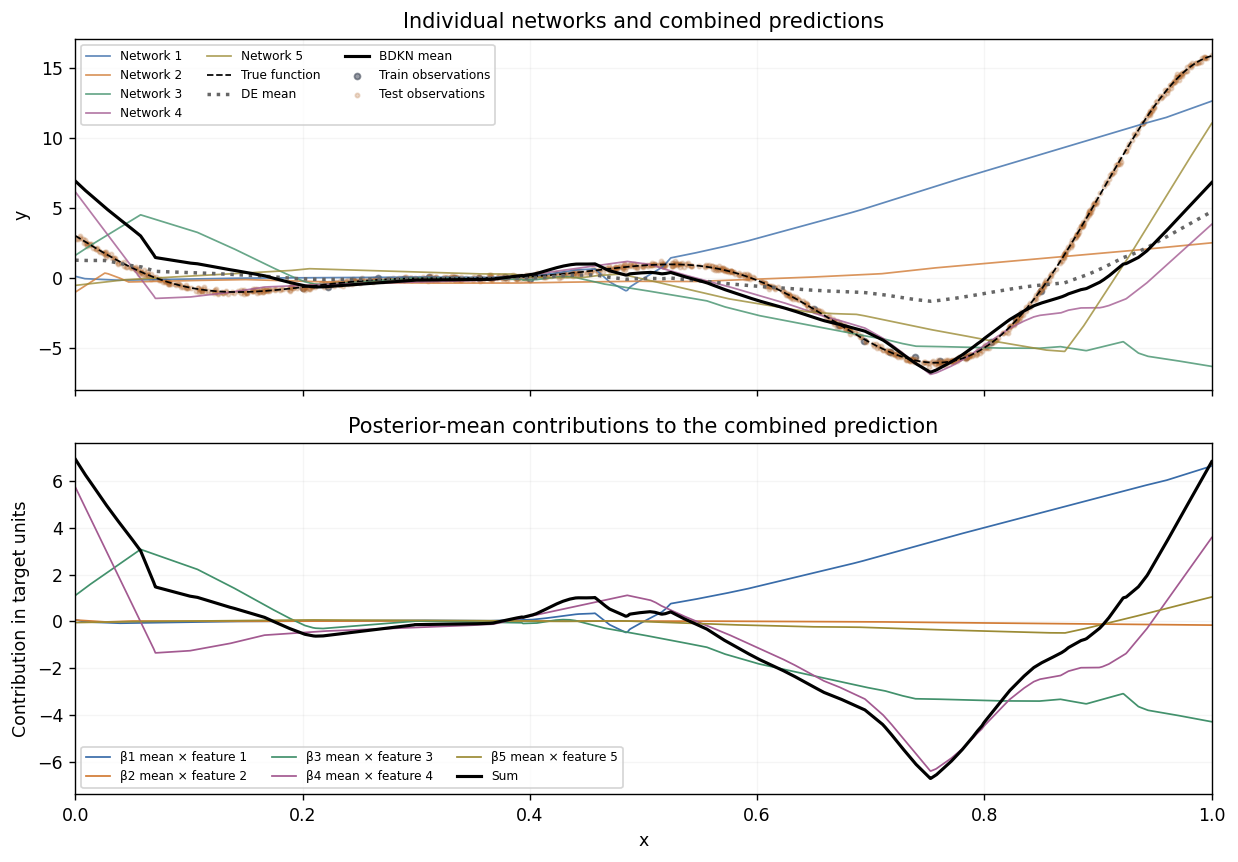 Individual networks and combined predictions
y
15
10
5
0
−5
Network 1
Network 2
Network 3
Network 4
Network 5
True function
DE mean
BDKN mean
Train observations
Test observations
Posterior-mean contributions to the combined prediction
Contribution in target units
6
4
2
0
−2
−4
−6
β1 mean × feature 1
β2 mean × feature 2
β3 mean × feature 3
β4 mean × feature 4
β5 mean × feature 5
Sum
0.0 0.2 0.4 0.6 0.8 1.0
x